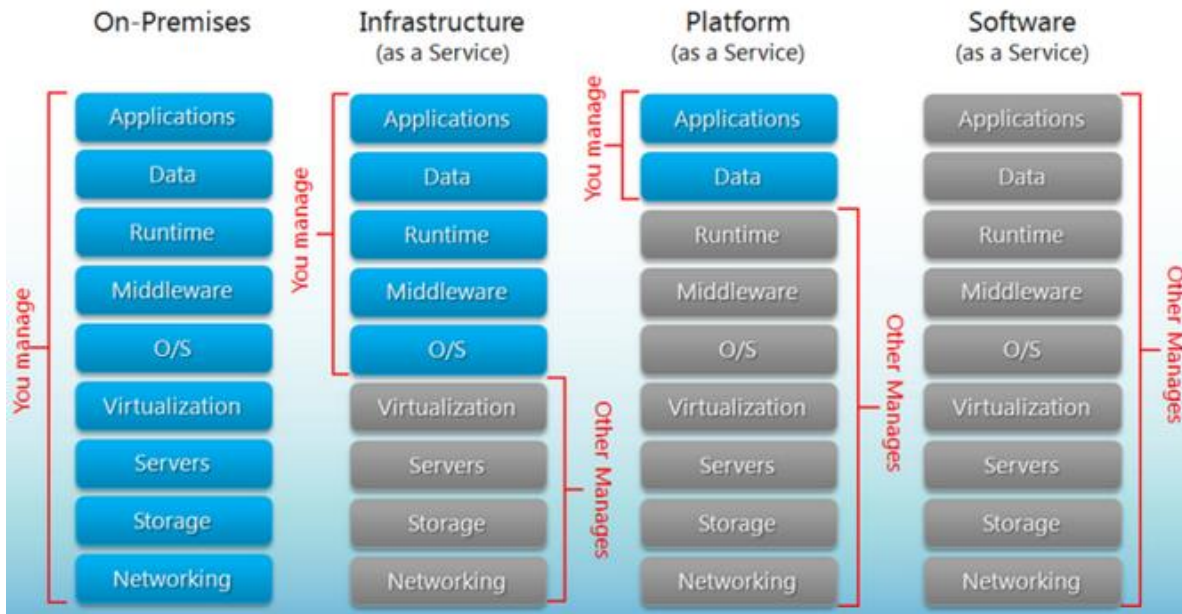 On-Premises
Infrastructure
(as a Service)
Platform
(as a Service)
Software
(as a Service)
You manage
Applications
Data
Runtime
Middleware
O/S
Virtualization
Servers
Storage
Networking
You manage
Applications
Data
Runtime
Middleware
O/S
Virtualization
Servers
Storage
Networking
Other Manages
You manage
Applications
Data
Runtime
Middleware
O/S
Virtualization
Servers
Storage
Networking
Other Manages
Applications
Data
Runtime
Middleware
O/S
Virtualization
Servers
Storage
Networking
Other Manages